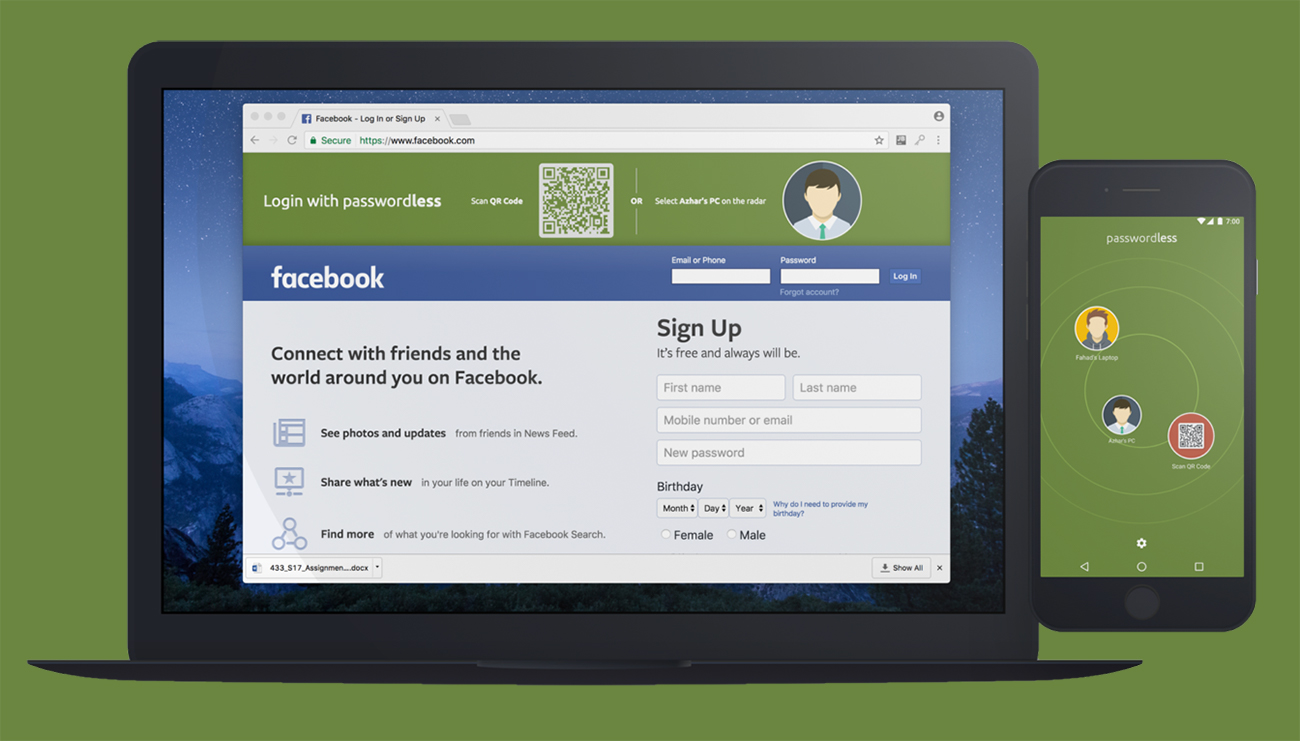 Facebook - Log In or Sign Up
Secure https://www.facebook.com
Login with passwordless
Scan QR Code
OR
Select Azhar's PC on the radar
facebook
Email or Phone
Password
Log In
Forgot account?
Connect with friends and the
world around you on Facebook.
See photos and updates from friends in News Feed.
Share what's new in your life on your Timeline.
Find more of what you're looking for with Facebook Search.
Sign Up
It's free and always will be.
First name
Last name
Mobile number or email
New password
Birthday
Month
Day
Year
Why do I need to provide my
birthday?
Female
Male
433_S17_Assignmen....docx
Show All
7:00
passwordless
Fahad's Laptop
Azhar's PC
Scan QR Code